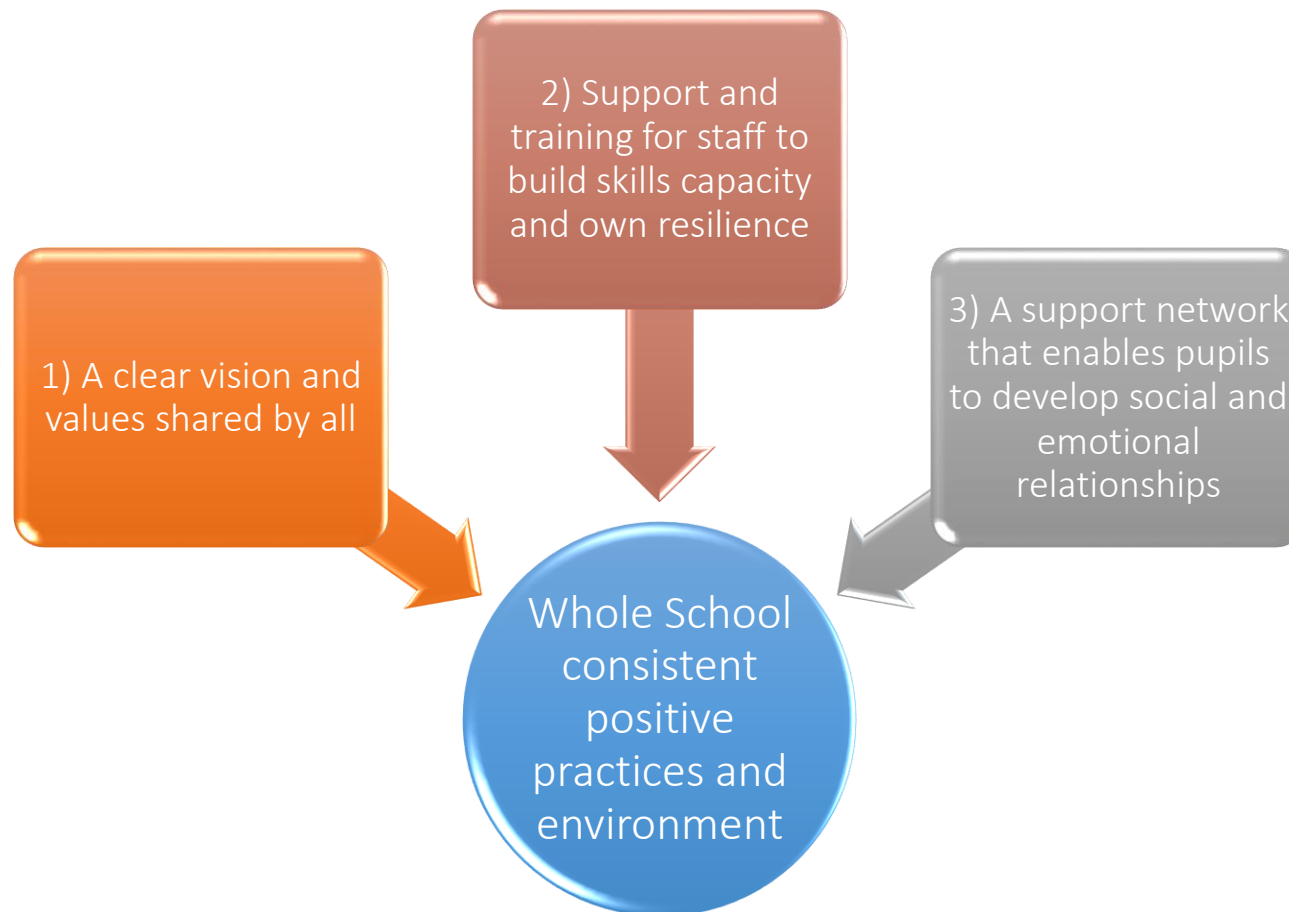 1) A clear vision and
values shared by all
2) Support and
training for staff to
build skills capacity
and own resilience
3) A support network
that enables pupils
to develop social and
emotional
relationships
Whole School
consistent
positive
practices and
environment